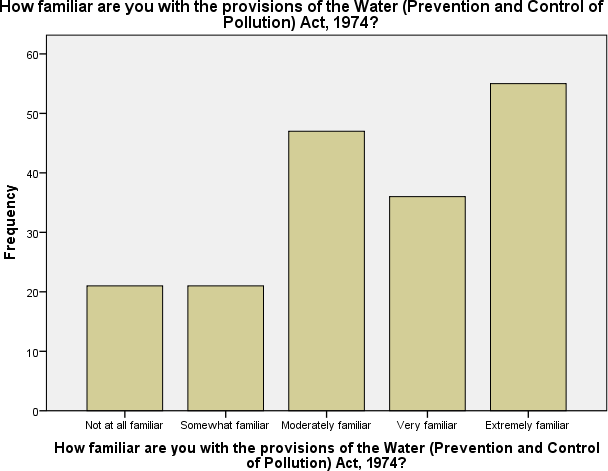 How familiar are you with the provisions of the Water (Prevention and Control of
Pollution) Act, 1974?
60
50
40
30
20
10
0
Frequency
Not at all familiar Somewhat familiar Moderately familiar Very familiar Extremely familiar
How familiar are you with the provisions of the Water (Prevention and Control
of Pollution) Act, 1974?